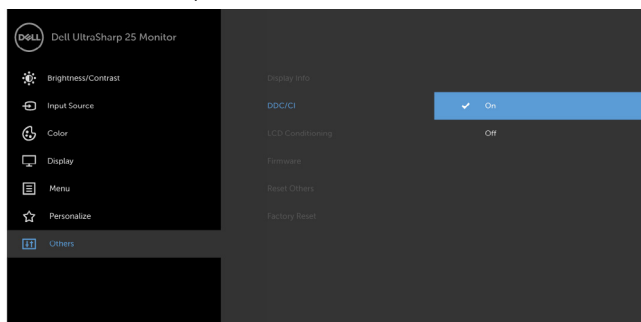 DELL Dell UltraSharp 25 Monitor
Brightness/Contrast
Display Info
Input Source
DDC/CI
On
Color
LCD Conditioning
Off
Display
Firmware
Menu
Reset Others
Personalize
Factory Reset
Others